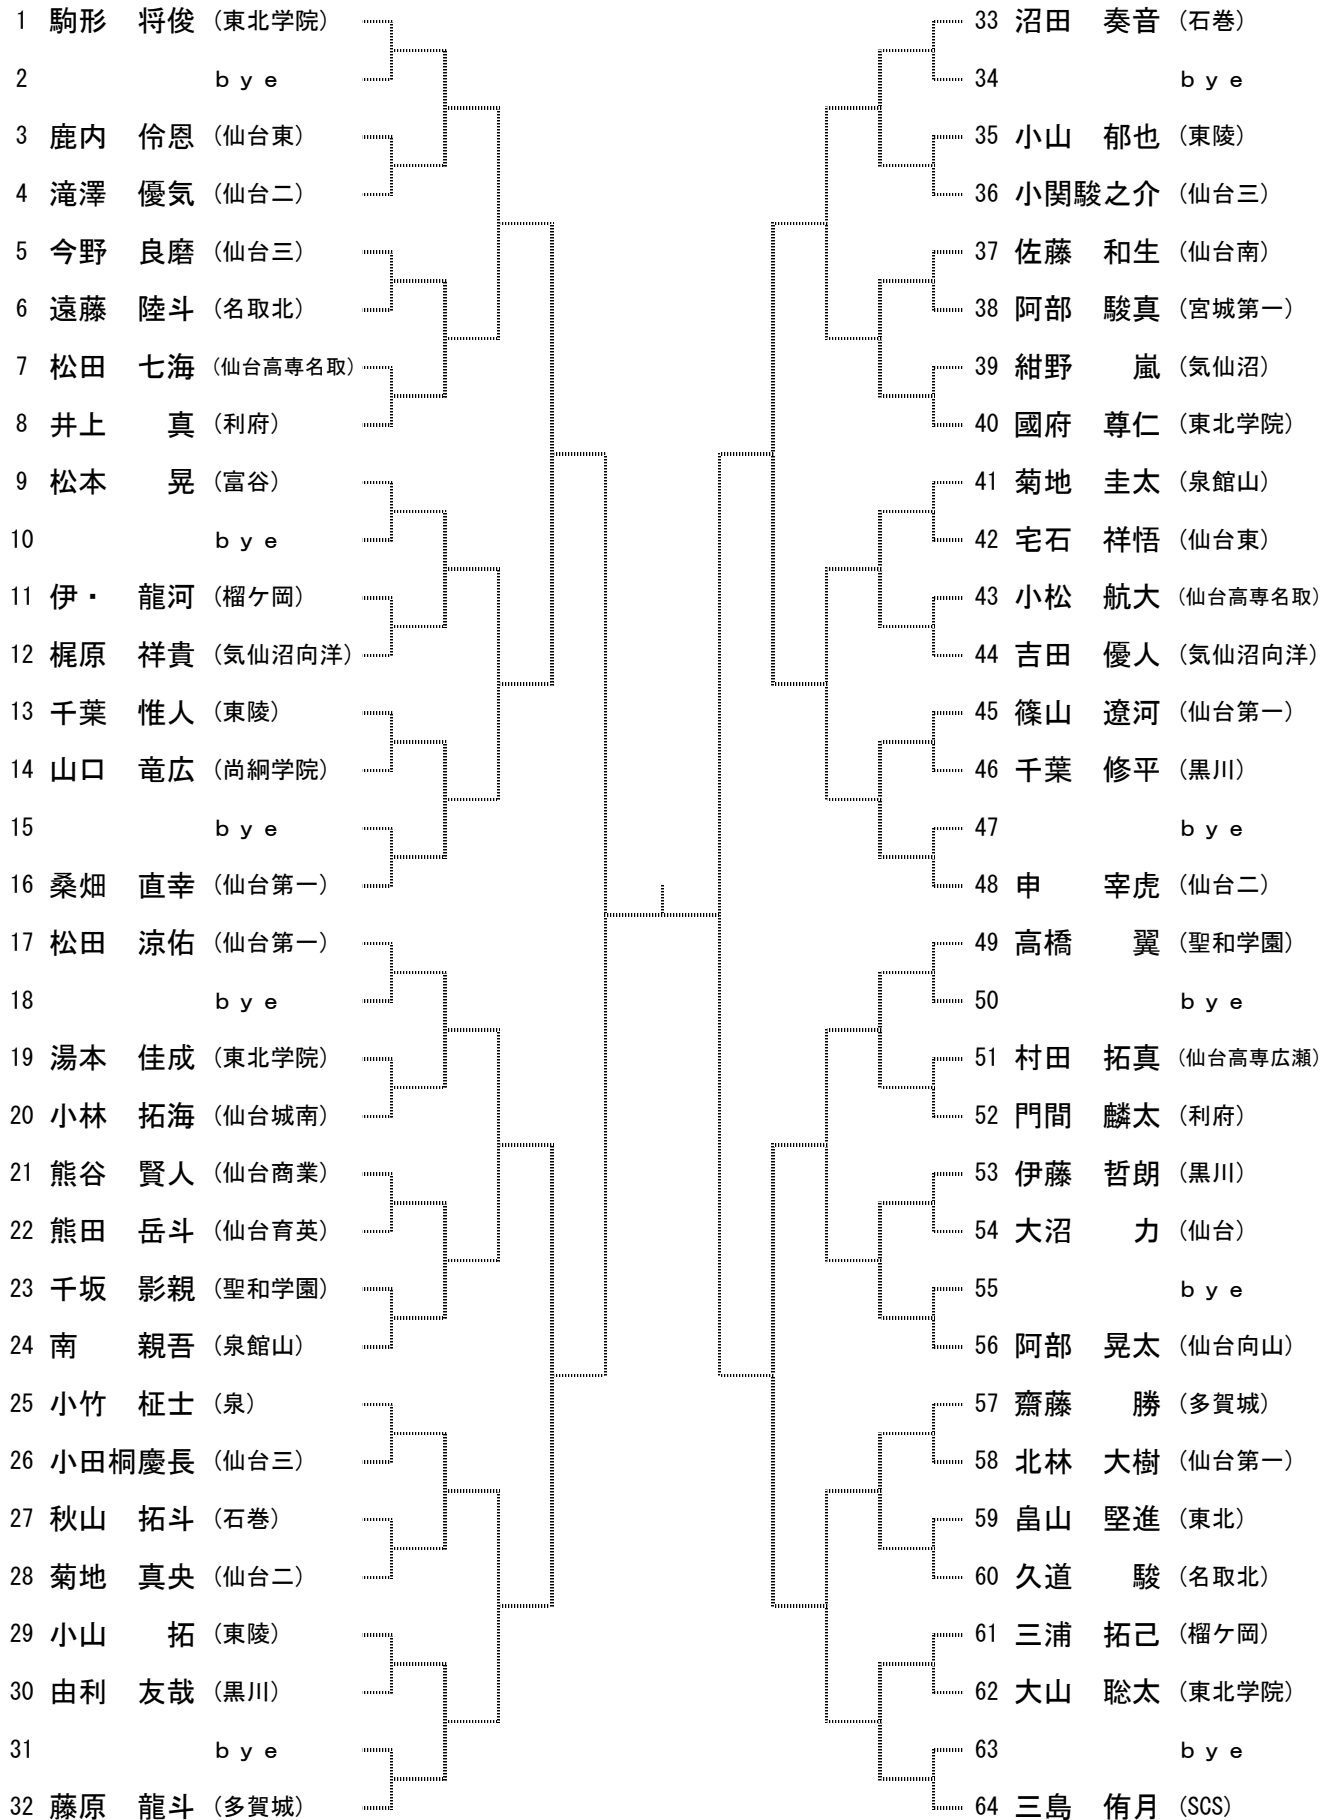 1 駒形 将俊 (東北学院)
2 bye
3 鹿内 伶恩 (仙台東)
4 滝澤 優気 (仙台二)
5 今野 良磨 (仙台三)
6 遠藤 陸斗 (名取北)
7 松田 七海 (仙台高専名取)
8 井上 真 (利府)
9 松本 晃 (富谷)
10 bye
11 伊・ 龍河 (榴ケ岡)
12 梶原 祥貴 (気仙沼向洋)
13 千葉 惟人 (東陵)
14 山口 竜広 (尚絅学院)
15 bye
16 桑畑 直幸 (仙台第一)
17 松田 涼佑 (仙台第一)
18 bye
19 湯本 佳成 (東北学院)
20 小林 拓海 (仙台城南)
21 熊谷 賢人 (仙台商業)
22 熊田 岳斗 (仙台育英)
23 千坂 影親 (聖和学園)
24 南 親吾 (泉館山)
25 小竹 柾士 (泉)
26 小田桐慶長 (仙台三)
27 秋山 拓斗 (石巻)
28 菊地 真央 (仙台二)
29 小山 拓 (東陵)
30 由利 友哉 (黒川)
31 bye
32 藤原 龍斗 (多賀城)
33 沼田 奏音 (石巻)
34 bye
35 小山 郁也 (東陵)
36 小関駿之介 (仙台三)
37 佐藤 和生 (仙台南)
38 阿部 駿真 (宮城第一)
39 紺野 嵐 (気仙沼)
40 國府 尊仁 (東北学院)
41 菊地 圭太 (泉館山)
42 宅石 祥悟 (仙台東)
43 小松 航大 (仙台高専名取)
44 吉田 優人 (気仙沼向洋)
45 篠山 遼河 (仙台第一)
46 千葉 修平 (黒川)
47 bye
48 申 宰虎 (仙台二)
49 高橋 翼 (聖和学園)
50 bye
51 村田 拓真 (仙台高専広瀬)
52 門間 麟太 (利府)
53 伊藤 哲朗 (黒川)
54 大沼 力 (仙台)
55 bye
56 阿部 晃太 (仙台向山)
57 齋藤 勝 (多賀城)
58 北林 大樹 (仙台第一)
59 畠山 堅進 (東北)
60 久道 駿 (名取北)
61 三浦 拓己 (榴ケ岡)
62 大山 聡太 (東北学院)
63 bye
64 三島 侑月 (SCS)